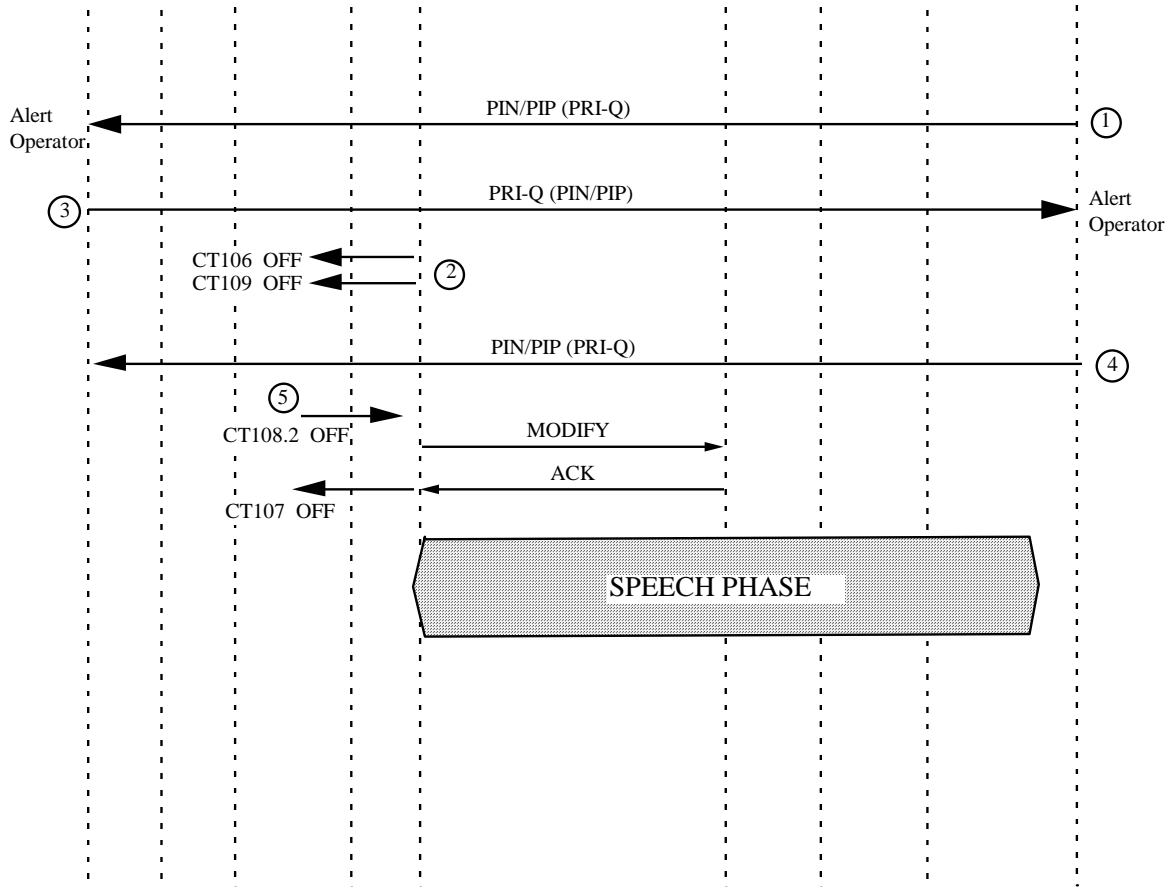 PIN/PIP (PRI-Q)
Alert
Operator
1
PRI-Q (PIN/PIP)
3
Alert
Operator
CT106 OFF
2
CT109 OFF
PIN/PIP (PRI-Q)
4
5
CT108.2 OFF
MODIFY
ACK
CT107 OFF
SPEECH PHASE